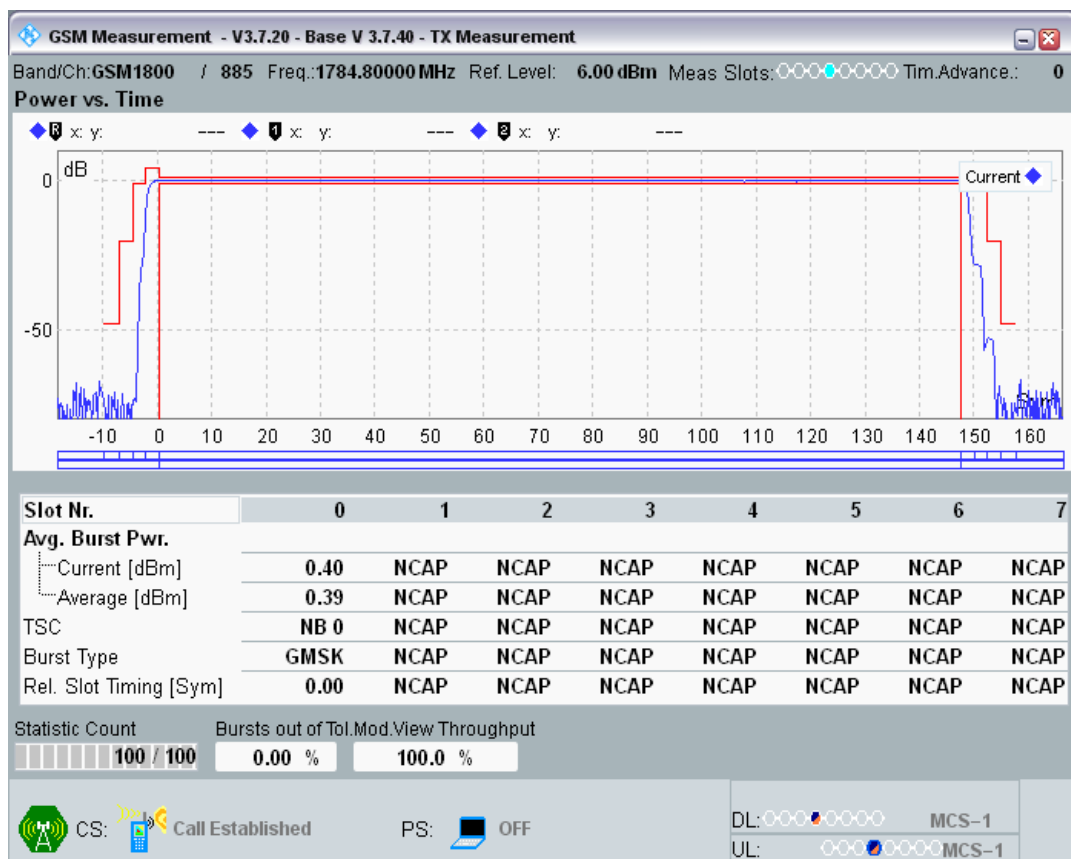 GSM Measurement - V3.7.20 - Base V 3.7.40 - TX Measurement
Band/Ch:GSM1800 / 885 Freq.:1784.80000 MHz Ref. Level: 6.00 dBm Meas Slots: Tim.Advance.: 0
Power vs. Time
R x: y: --- 1 x: y: --- 2 x: y: ---
dB
Current
0
-50
-10 0 10 20 30 40 50 60 70 80 90 100 110 120 130 140 150 160
Slot Nr. 0 1 2 3 4 5 6 7
Avg. Burst Pwr.
Current [dBm] 0.40 NCAP NCAP NCAP NCAP NCAP NCAP NCAP
Average [dBm] 0.39 NCAP NCAP NCAP NCAP NCAP NCAP NCAP
TSC NB 0 NCAP NCAP NCAP NCAP NCAP NCAP NCAP
Burst Type GMSK NCAP NCAP NCAP NCAP NCAP NCAP NCAP
Rel. Slot Timing [Sym] 0.00 NCAP NCAP NCAP NCAP NCAP NCAP NCAP
Statistic Count Bursts out of Tol. Mod.View Throughput
100 / 100 0.00 % 100.0 %
CS: Call Established PS: OFF
DL: MCS-1
UL: MCS-1